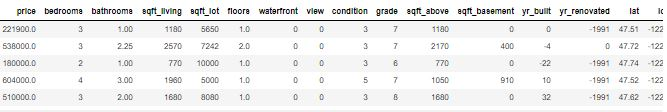 price bedrooms bathrooms sqft_living sqft_lot floors waterfront view condition grade sqft_above sqft_basement yr_built yr_renovated lat
221900.0 3 1.00 1180 5650 1.0 0 0 3 7 1180 0 0 -1991 47.51 -122
538000.0 3 2.25 2570 7242 2.0 0 0 3 7 2170 400 -4 0 47.72 -122
180000.0 2 1.00 770 10000 1.0 0 0 3 6 770 0 -22 -1991 47.74 -122
604000.0 4 3.00 1960 5000 1.0 0 0 5 7 1050 910 10 -1991 47.52 -122
510000.0 3 2.00 1680 8080 1.0 0 0 3 8 1680 0 32 -1991 47.62 -122